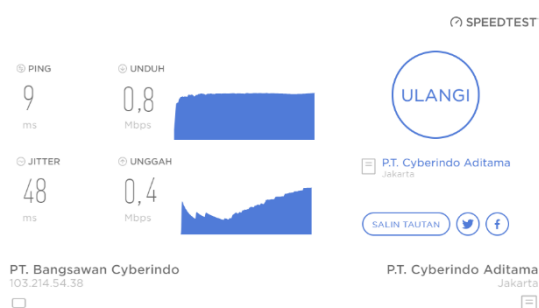 SPEEDTEST
PING
9
ms
UNDUH
0,8
Mbps
ULANGI
JITTER
48
ms
UNGGAH
0,4
Mbps
P.T. Cyberindo Aditama
Jakarta
SALIN TAUTAN
PT. Bangsawan Cyberindo
103.214.54.38
P.T. Cyberindo Aditama
Jakarta